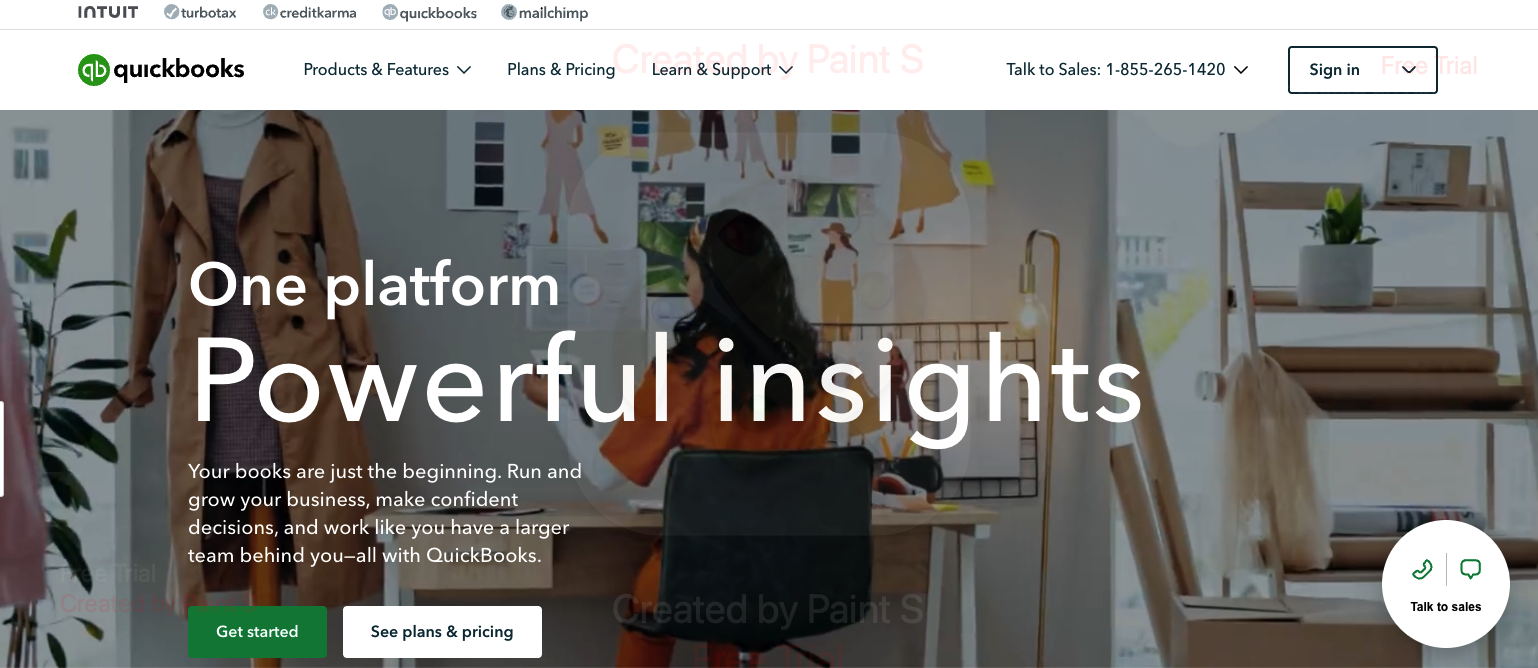 INTUIT turbotax ck creditkarma qb quickbooks mailchimp
qb quickbooks Products & Features Plans & Pricing Learn & Support Talk to Sales: 1-855-265-1420 Sign in
Created by Paint S
Free Trial
One platform
Powerful insights
Your books are just the beginning. Run and
grow your business, make confident
decisions, and work like you have a larger
team behind you—all with QuickBooks.
Free Trial
Created by
Created by Paint S
Talk to sales
Get started See plans & pricing